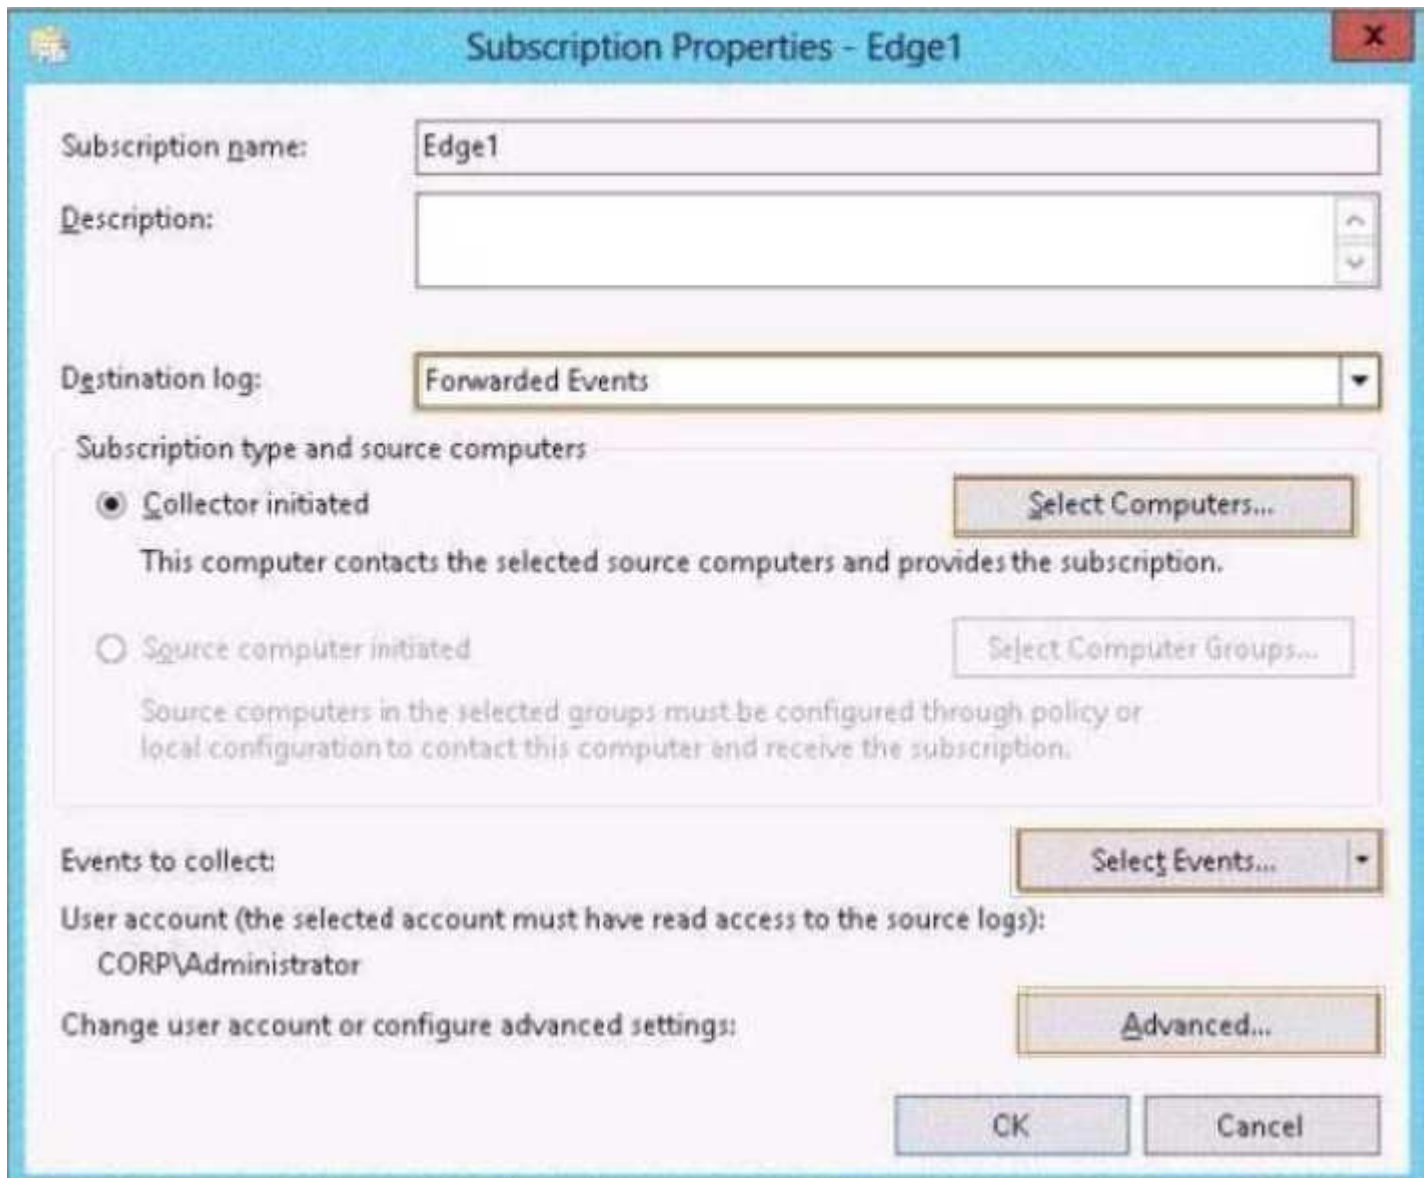 Subscription Properties - Edge1
x
Subscription name:
Edge1
Description:
Destination log:
Forwarded Events
Subscription type and source computers
Collector initiated
Select Computers...
This computer contacts the selected source computers and provides the subscription.
Source computer initiated
Select Computer Groups...
Source computers in the selected groups must be configured through policy or
local configuration to contact this computer and receive the subscription.
Events to collect:
Select Events...
User account (the selected account must have read access to the source logs):
CORP\Administrator
Change user account or configure advanced settings:
Advanced...
CK
Cancel